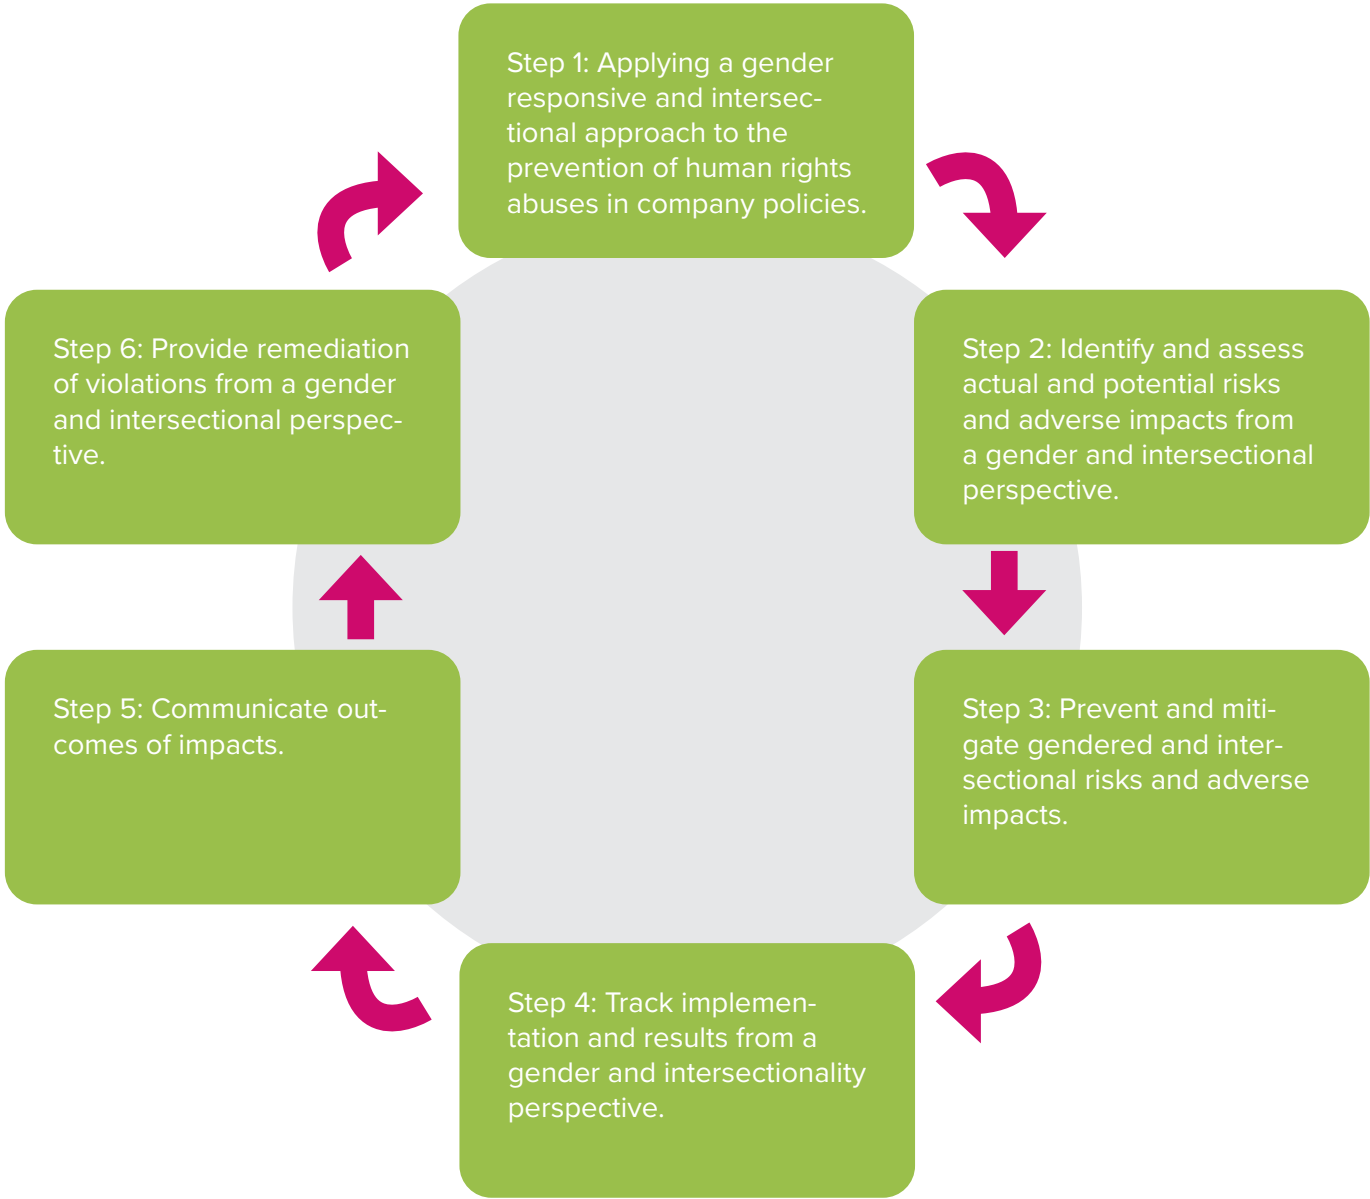 Step 1: Applying a gender
responsive and intersec-
tional approach to the
prevention of human rights
abuses in company policies.
Step 2: Identify and assess
actual and potential risks
and adverse impacts from
a gender and intersectional
perspective.
Step 3: Prevent and miti-
gate gendered and inter-
sectional risks and adverse
impacts.
Step 4: Track implemen-
tation and results from a
gender and intersectionality
perspective.
Step 5: Communicate out-
comes of impacts.
Step 6: Provide remediation
of violations from a gender
and intersectional perspec-
tive.